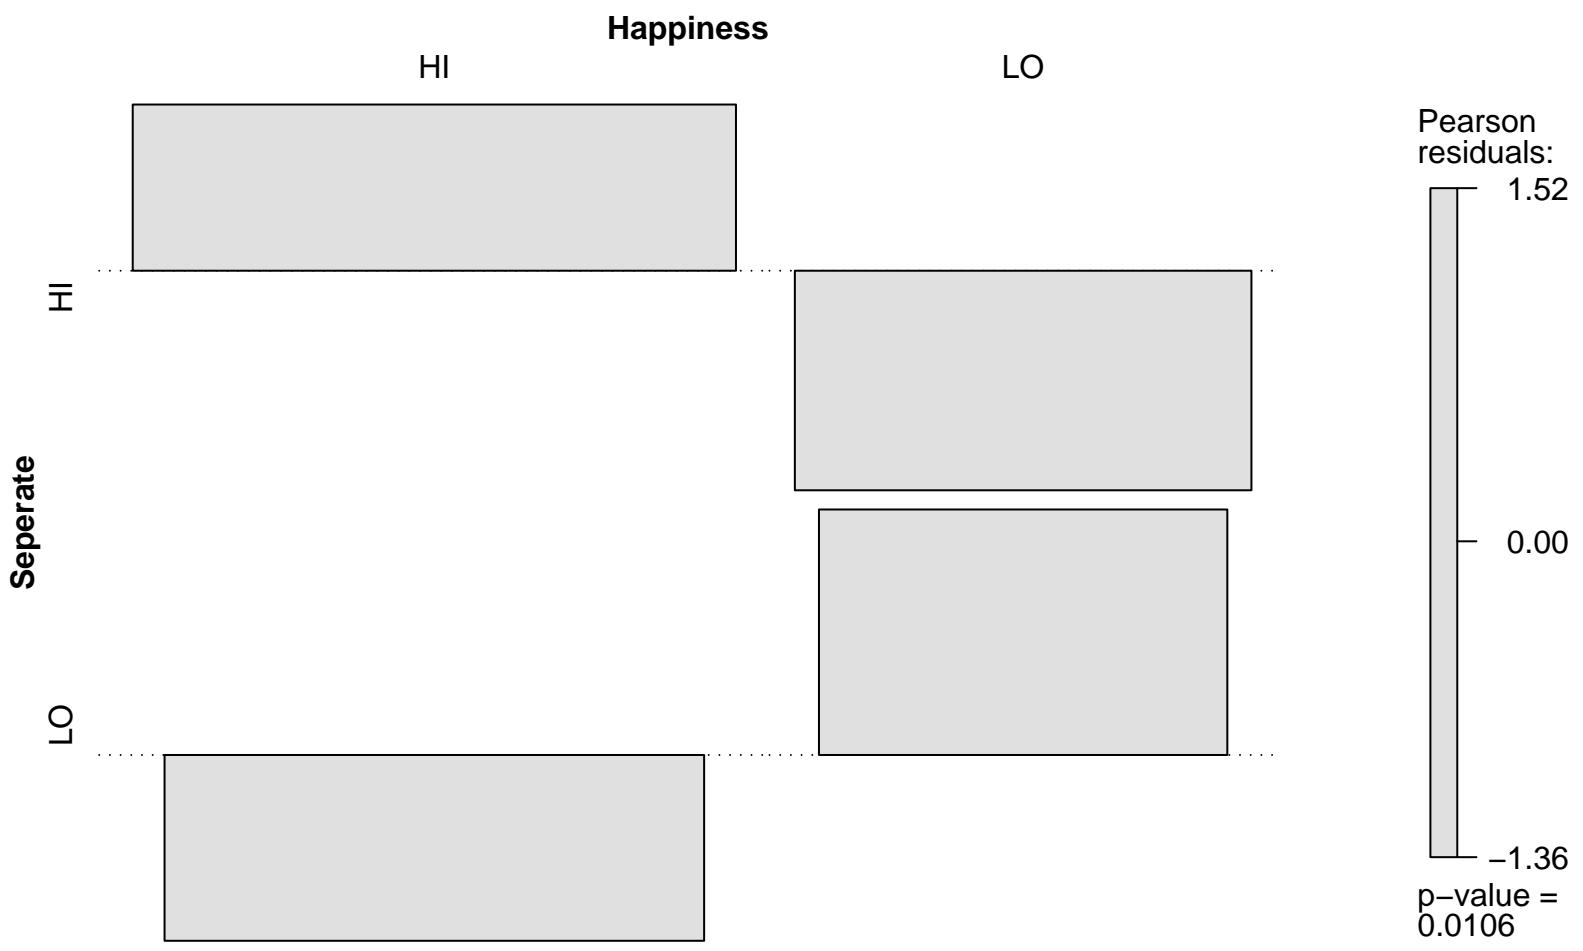 Happiness
HI
LO
Pearson
residuals:
1.52
HI
Seperate
0.00
LO
−1.36
p−value =
0.0106